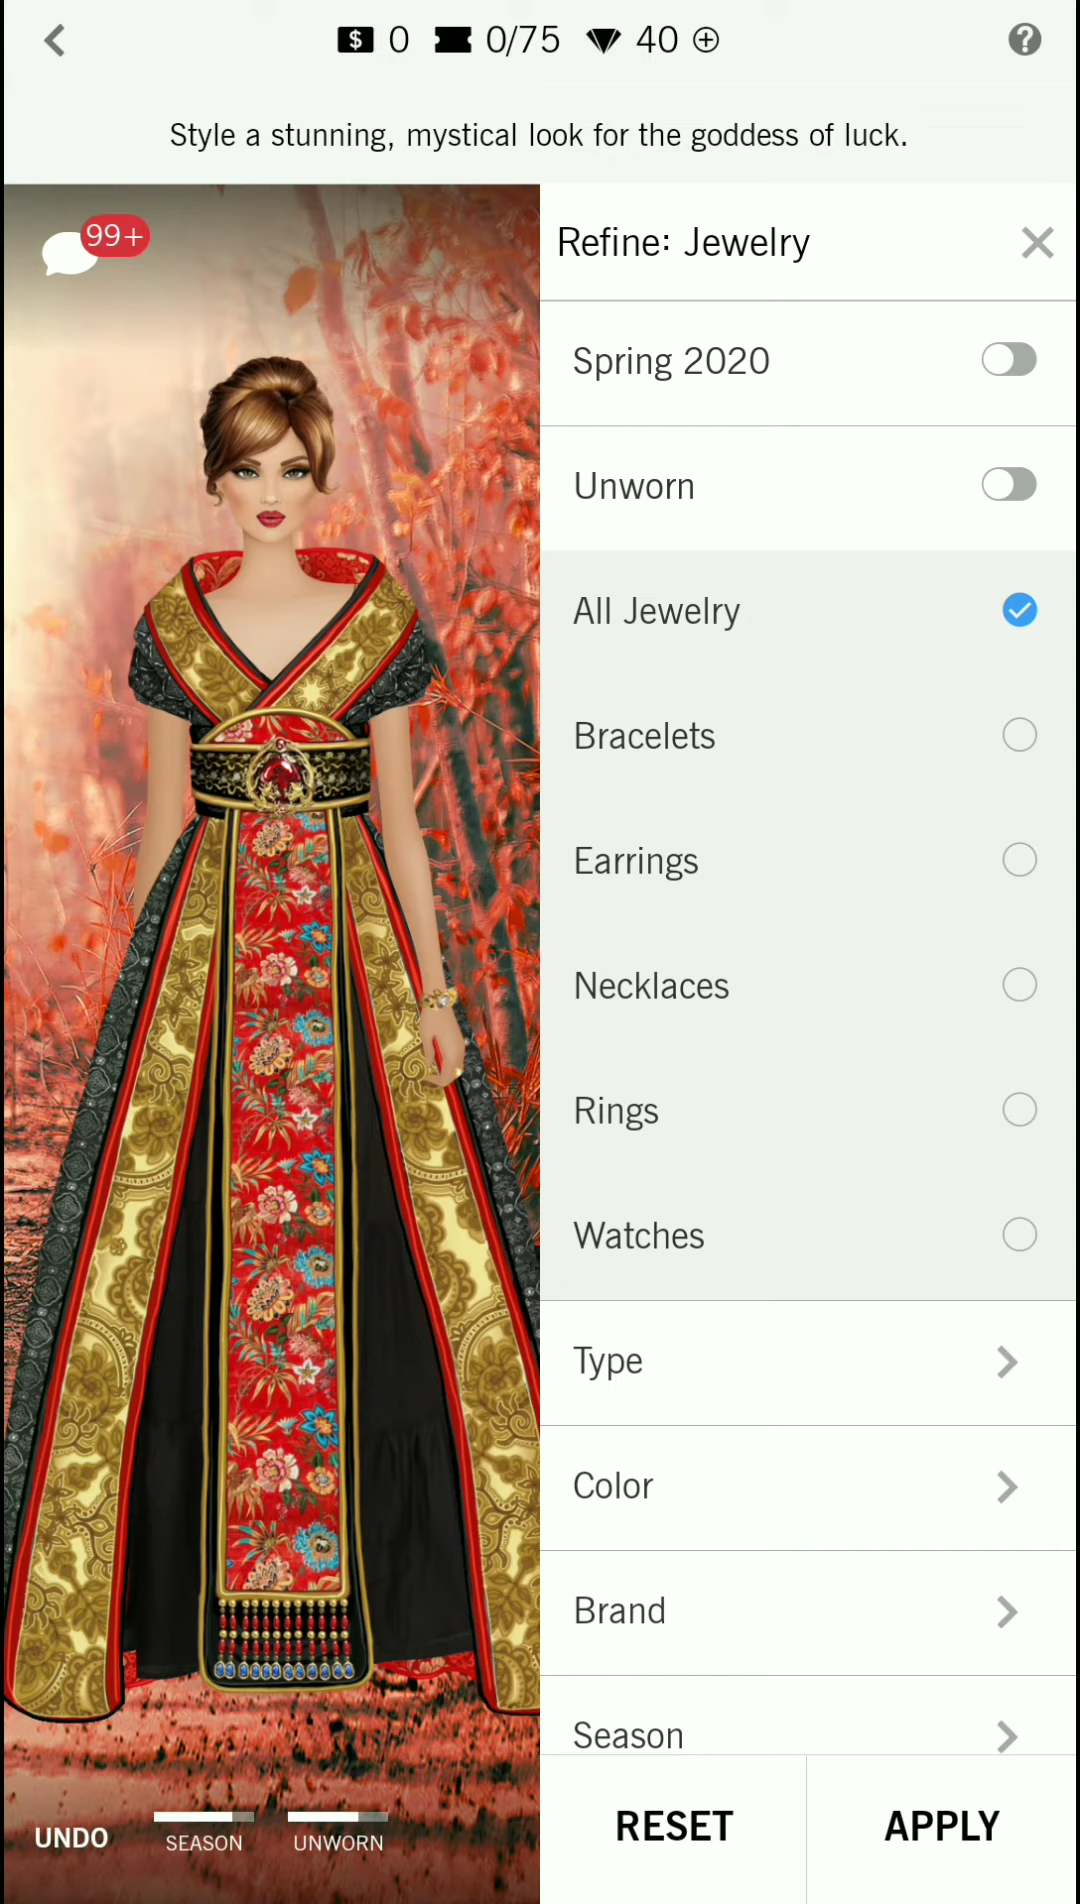 $ 0 0/75 40
?
Style a stunning, mystical look for the goddess of luck.
99+
Refine: Jewelry
Spring 2020
Unworn
All Jewelry
Bracelets
Earrings
Necklaces
Rings
Watches
Type
Color
Brand
Season
UNDO
SEASON
UNWORN
RESET
APPLY